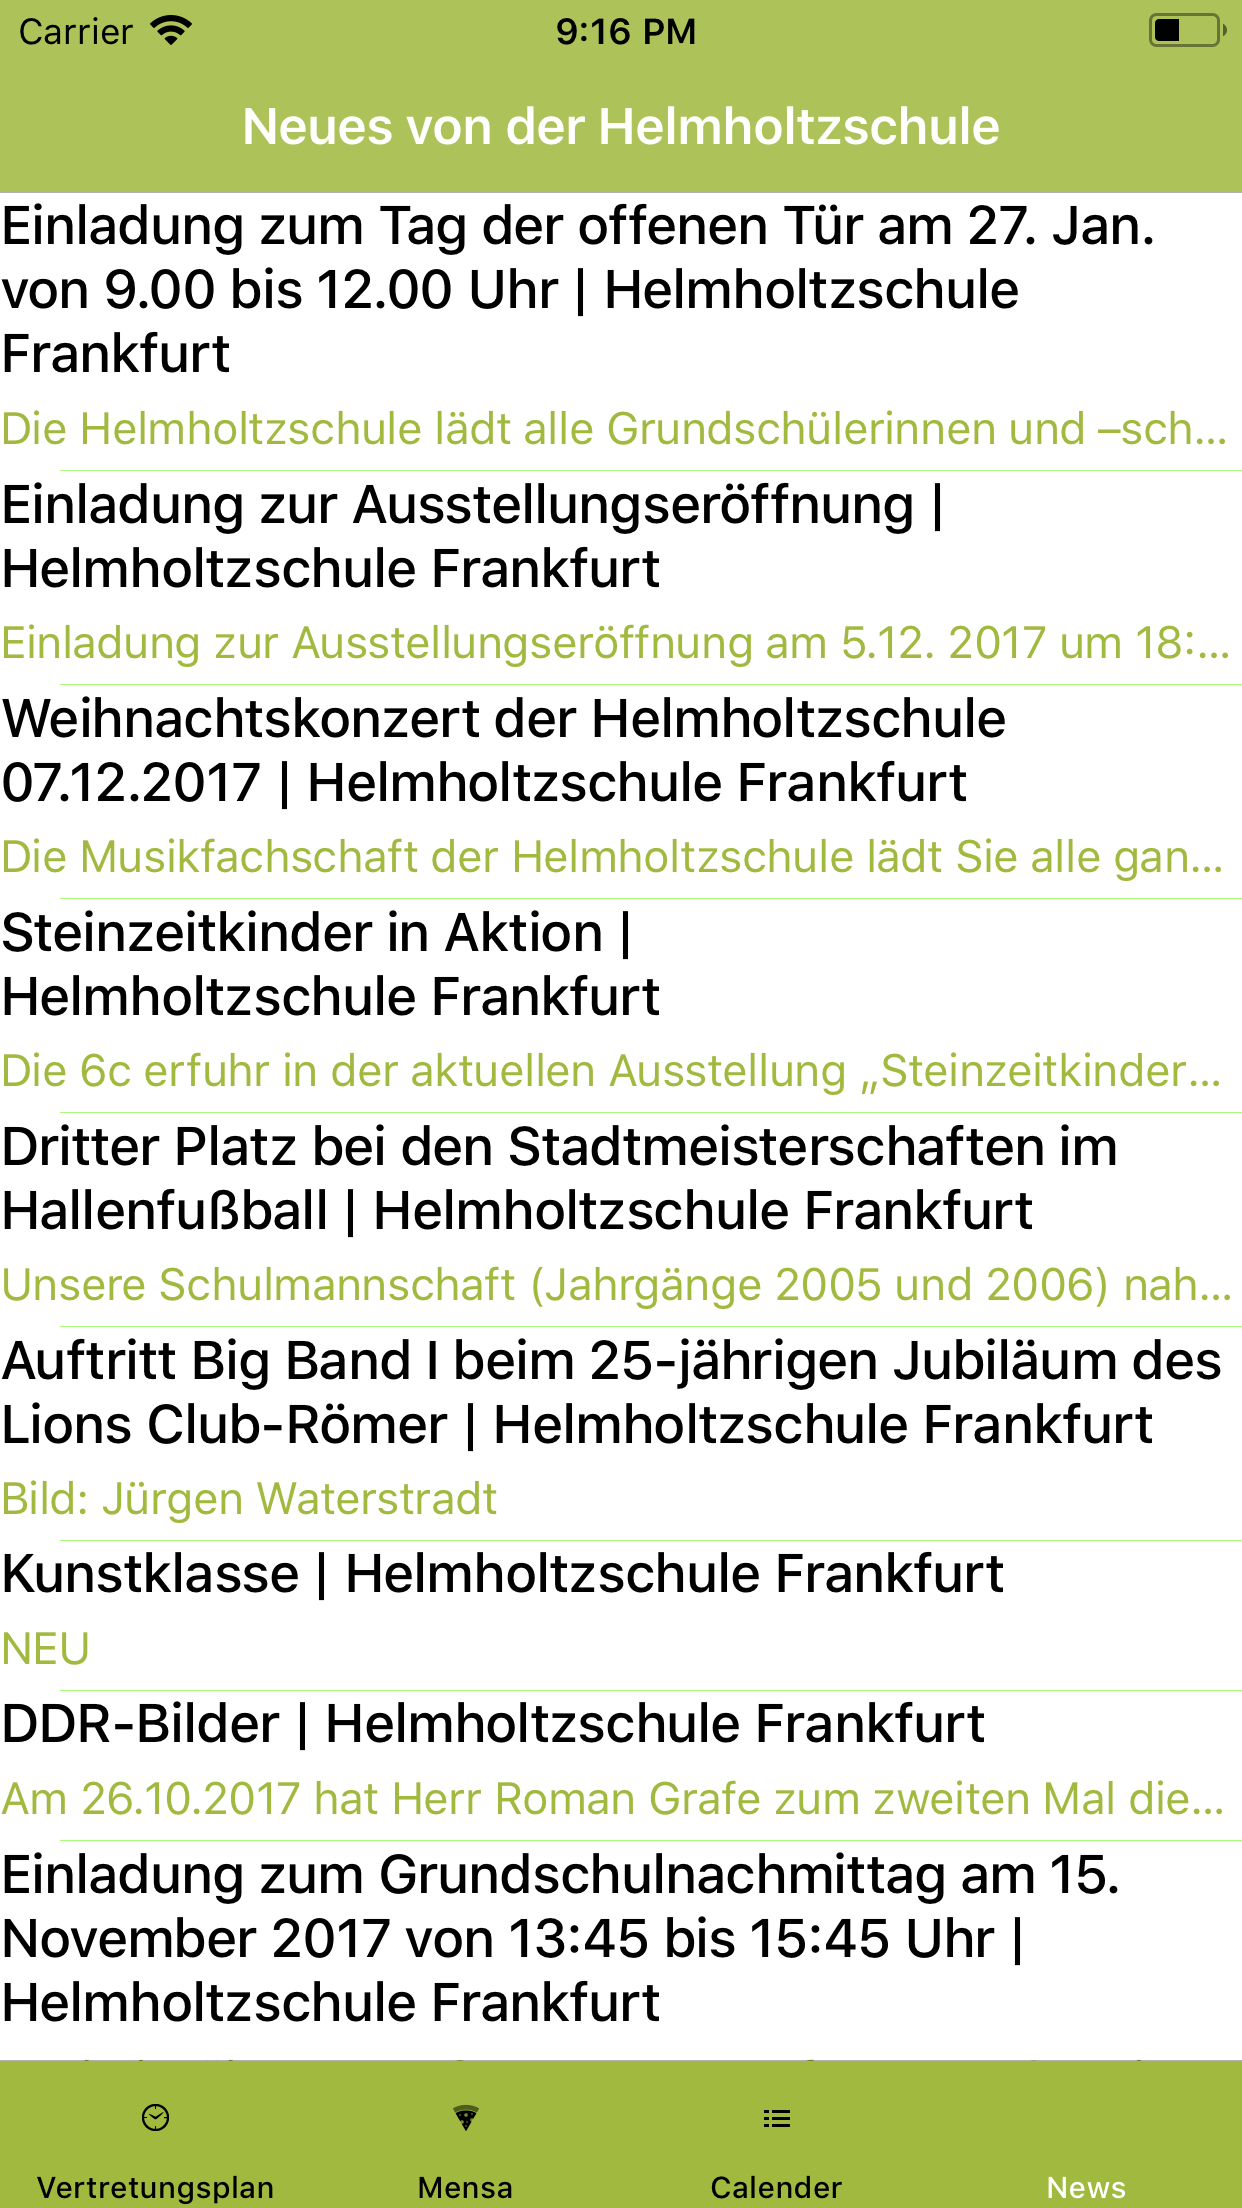 Carrier
9:16 PM
Neues von der Helmholtzschule
Einladung zum Tag der offenen Tür am 27. Jan.
von 9.00 bis 12.00 Uhr | Helmholtzschule
Frankfurt
Die Helmholtzschule lädt alle Grundschülerinnen und –sch...
Einladung zur Ausstellungseröffnung |
Helmholtzschule Frankfurt
Einladung zur Ausstellungseröffnung am 5.12. 2017 um 18:...
Weihnachtskonzert der Helmholtzschule
07.12.2017 | Helmholtzschule Frankfurt
Die Musikfachschaft der Helmholtzschule lädt Sie alle gan...
Steinzeitkinder in Aktion |
Helmholtzschule Frankfurt
Die 6c erfuhr in der aktuellen Ausstellung „Steinzeitkinder...
Dritter Platz bei den Stadtmeisterschaften im
Hallenfußball | Helmholtzschule Frankfurt
Unsere Schulmannschaft (Jahrgänge 2005 und 2006) nah...
Auftritt Big Band I beim 25-jährigen Jubiläum des
Lions Club-Römer | Helmholtzschule Frankfurt
Bild: Jürgen Waterstradt
Kunstklasse | Helmholtzschule Frankfurt
NEU
DDR-Bilder | Helmholtzschule Frankfurt
Am 26.10.2017 hat Herr Roman Grafe zum zweiten Mal die...
Einladung zum Grundschulnachmittag am 15.
November 2017 von 13:45 bis 15:45 Uhr |
Helmholtzschule Frankfurt
Vertretungsplan
Mensa
Calender
News